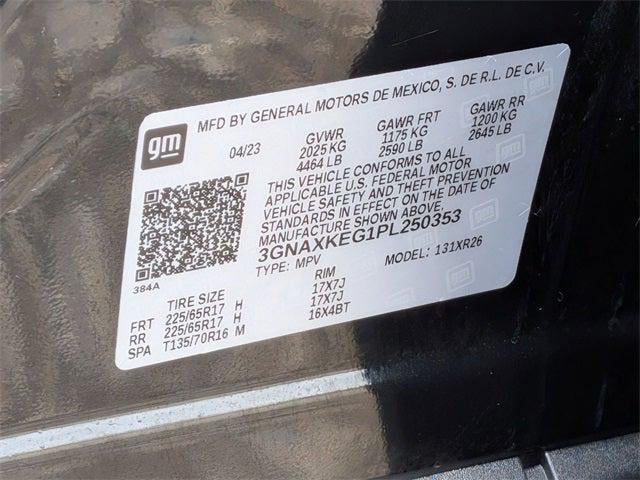 MFD BY GENERAL MOTORS DE MEXICO, S. DE R.L. DE C.V.
gm
04/23 GVWR GAWR FRT GAWR RR
2025 KG 1175 KG 1200 KG
4464 LB 2590 LB 2645 LB
THIS VEHICLE CONFORMS TO ALL
APPLICABLE U.S. FEDERAL MOTOR
VEHICLE SAFETY AND THEFT PREVENTION
STANDARDS IN EFFECT ON THE DATE OF
MANUFACTURE SHOWN ABOVE.
3GNAXKEG1PL250353
TYPE: MPV MODEL: 131XR26
384A
TIRE SIZE RIM
FRT 225/65R17 H 17X7J
RR 225/65R17 H 17X7J
SPA T135/70R16 M 16X4BT